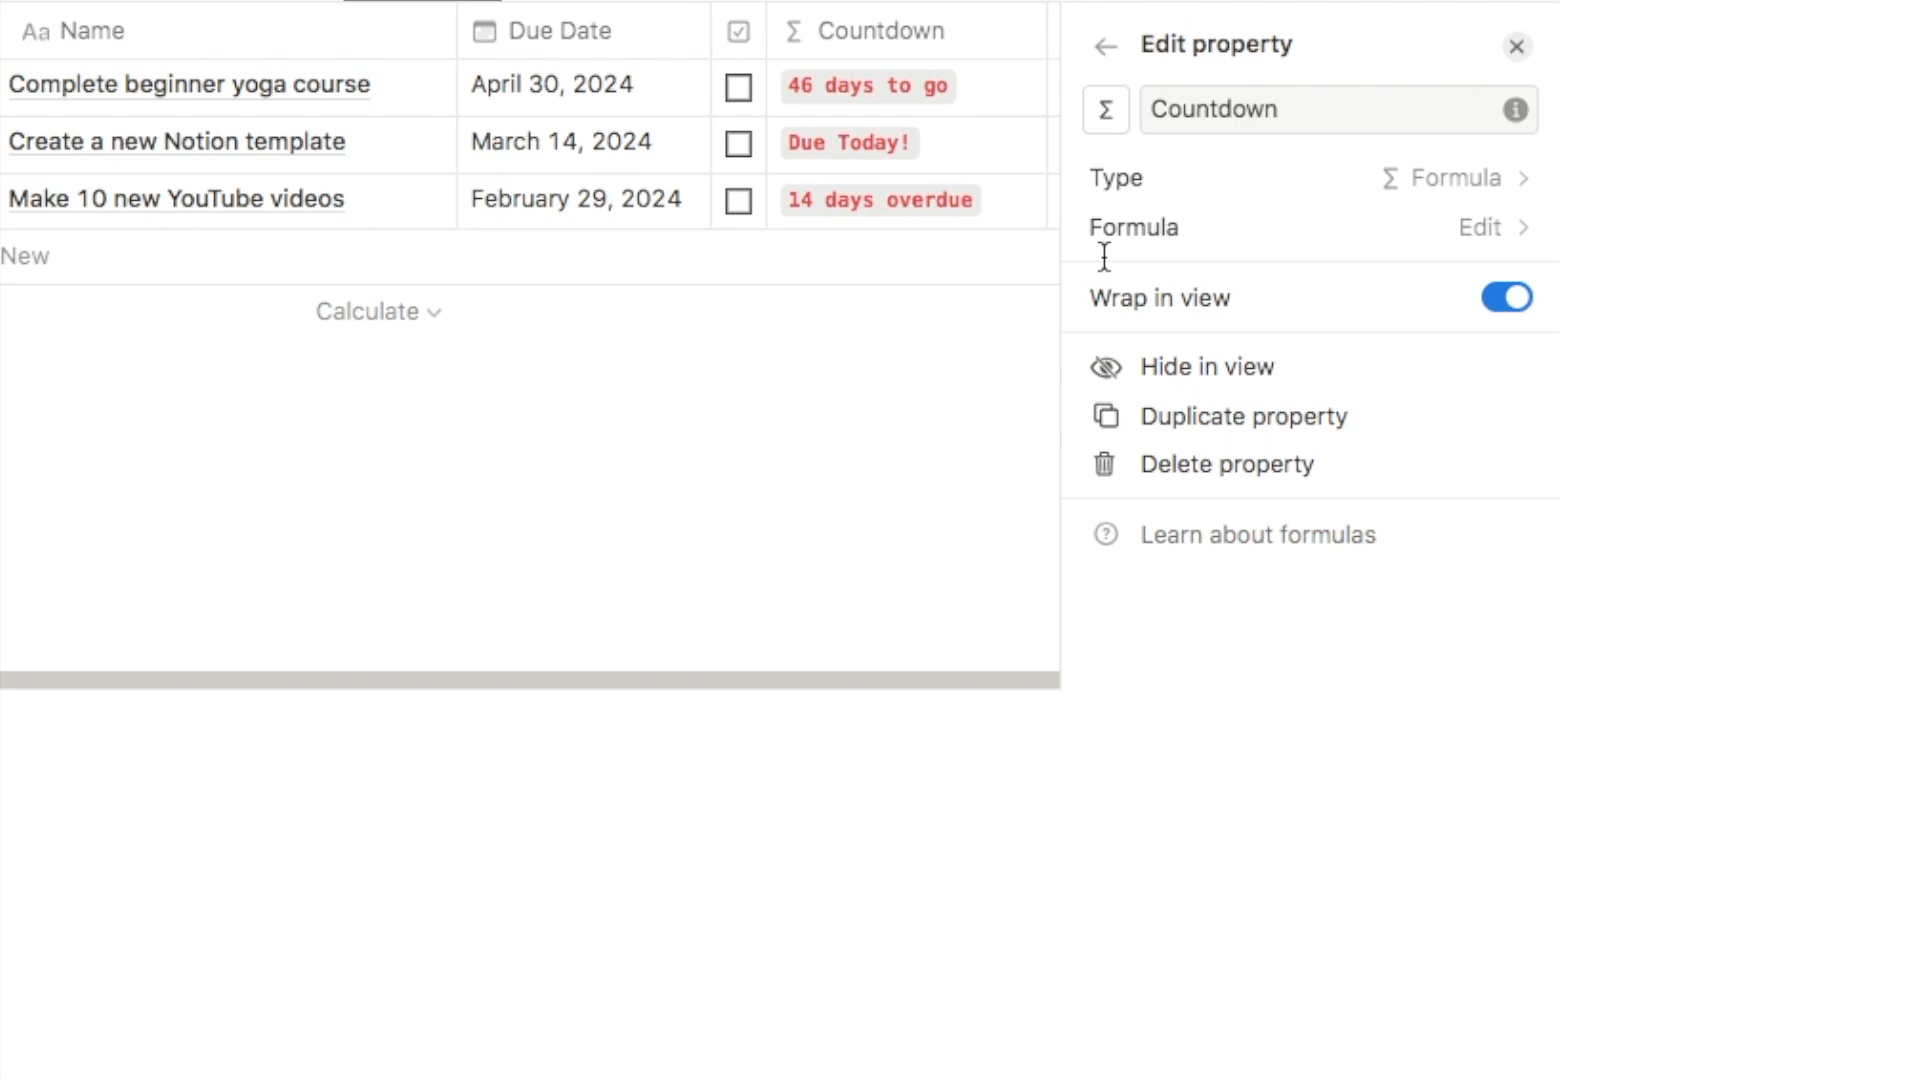 Aa Name Due Date Σ Countdown
Complete beginner yoga course April 30, 2024 46 days to go
Create a new Notion template March 14, 2024 Due Today!
Make 10 new YouTube videos February 29, 2024 14 days overdue
New
Calculate
Edit property
Σ Countdown
Type Σ Formula
Formula Edit
Wrap in view
Hide in view
Duplicate property
Delete property
Learn about formulas